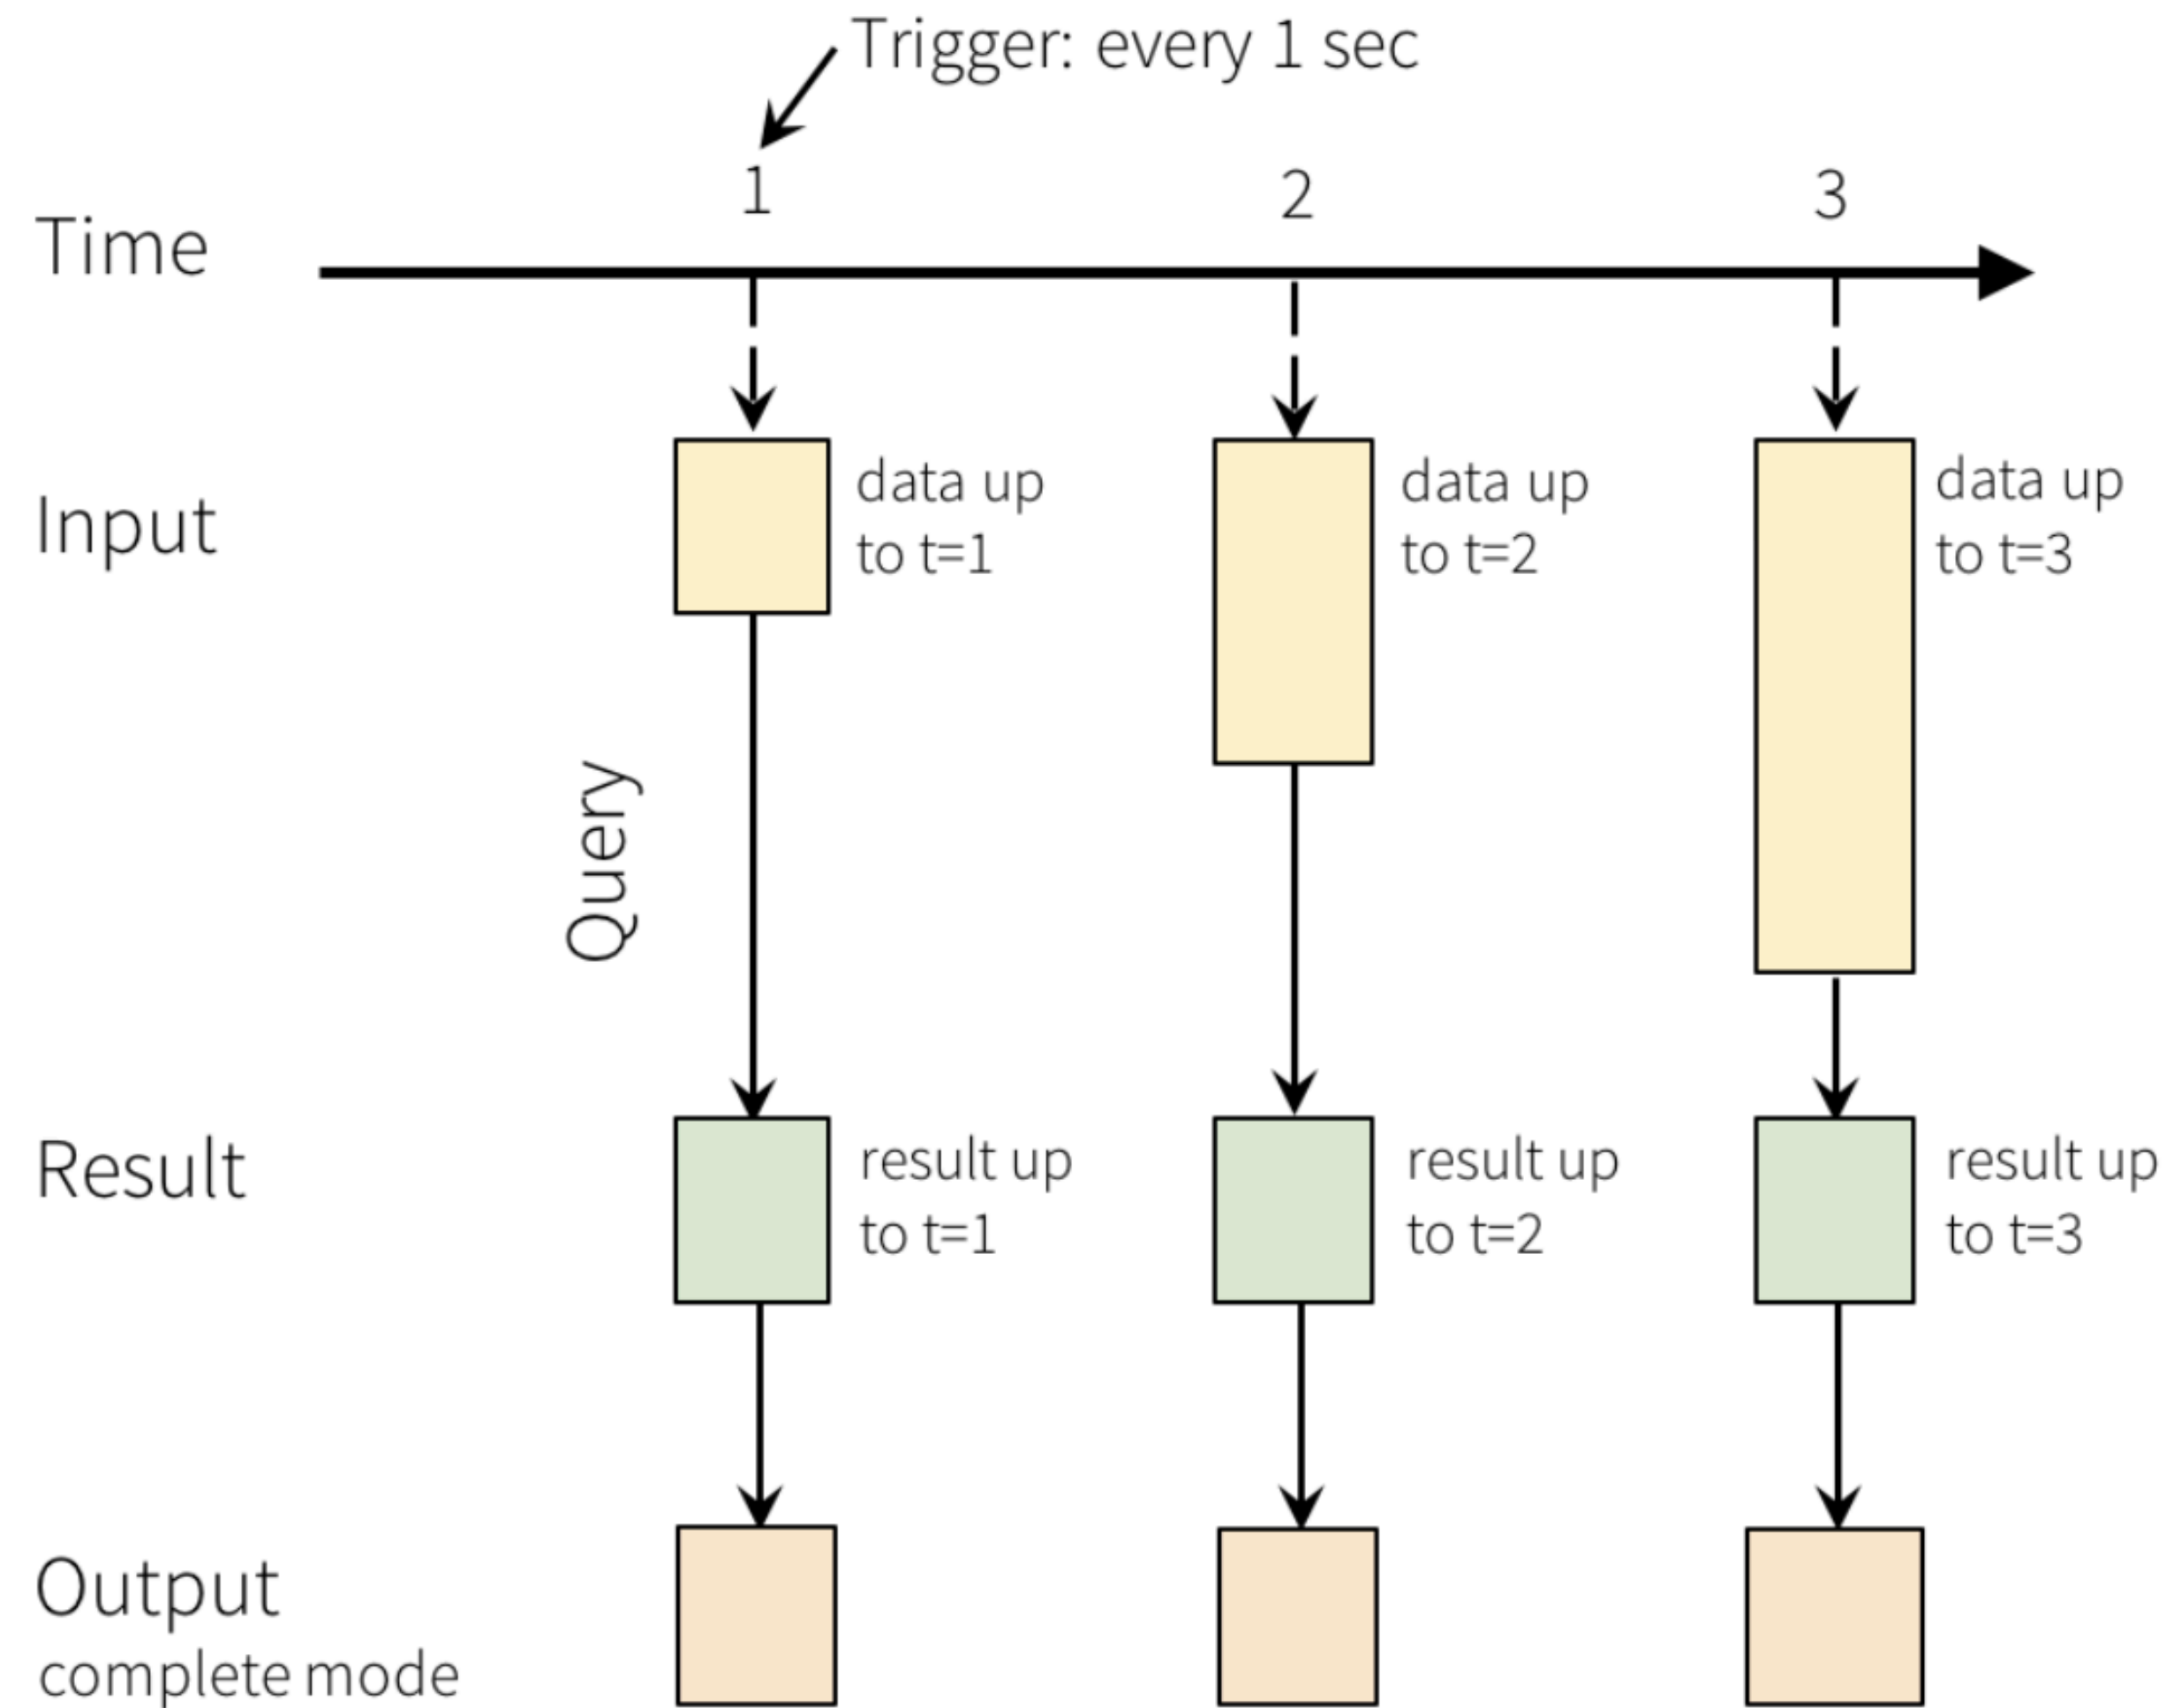 Trigger: every 1 sec
1
2
3
Time
Input
data up
to t=1
data up
to t=2
data up
to t=3
Query
Result
result up
to t=1
result up
to t=2
result up
to t=3
Output
complete mode